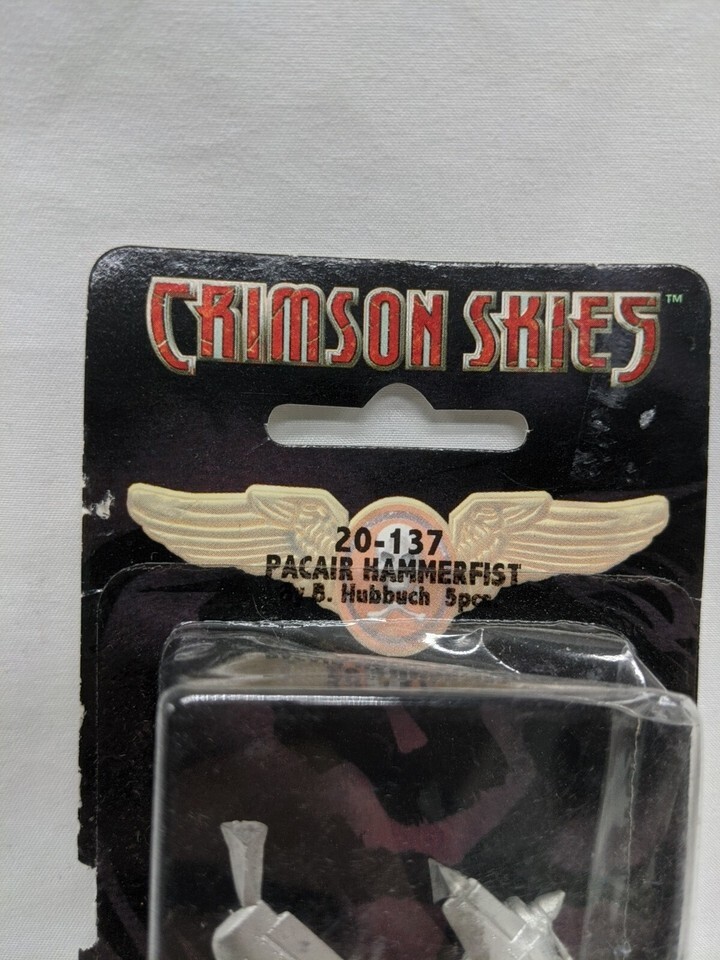 CRIMSON SKIES™
20-137
PACAIR HAMMERFIST
B. Hubbuch 5pcs